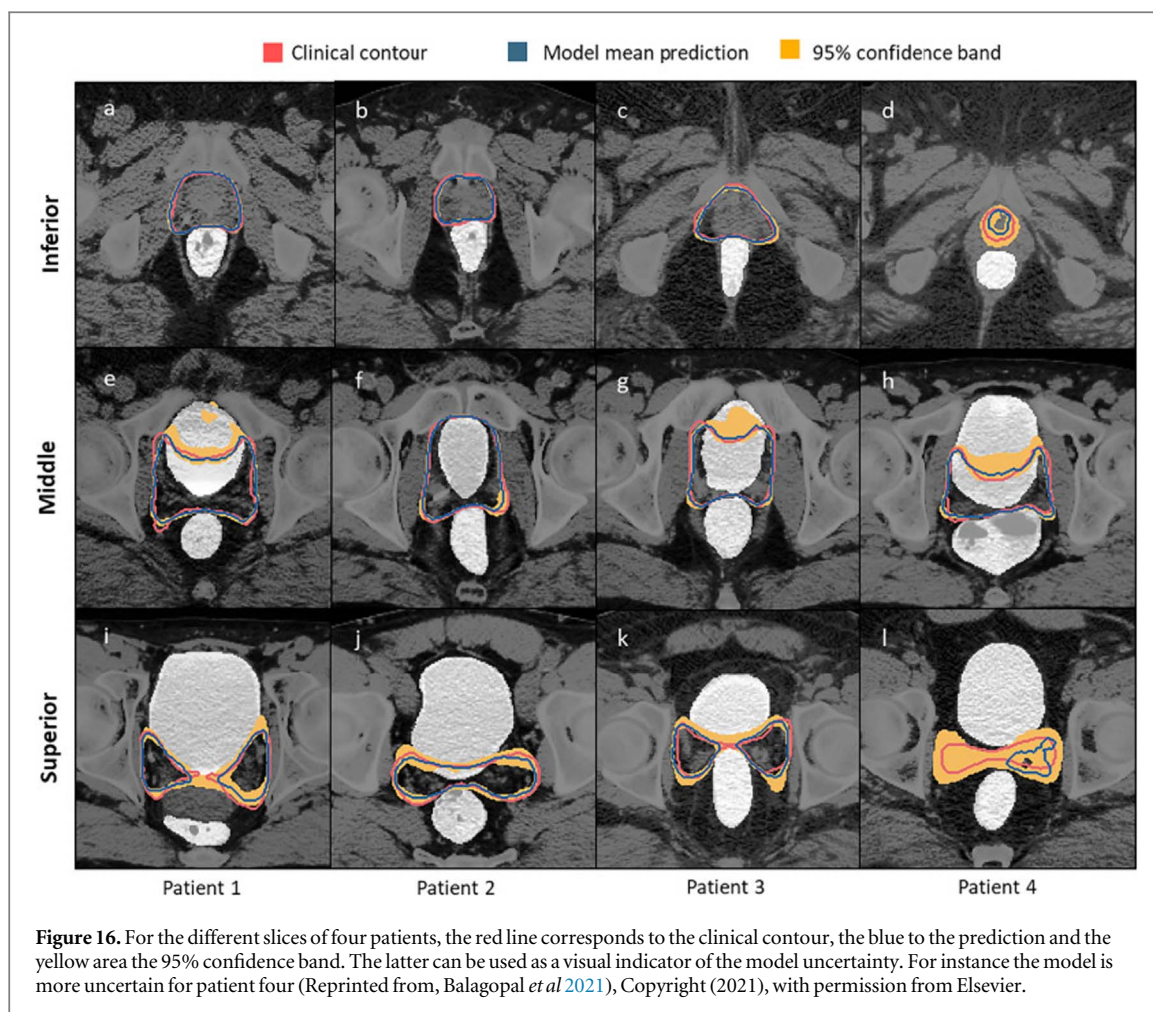 Clinical contour Model mean prediction 95% confidence band
a b c d
Inferior
e f g h
Middle
i j k l
Superior
Patient 1 Patient 2 Patient 3 Patient 4
Figure 16. For the different slices of four patients, the red line corresponds to the clinical contour, the blue to the prediction and the
yellow area the 95% confidence band. The latter can be used as a visual indicator of the model uncertainty. For instance the model is
more uncertain for patient four (Reprinted from, Balagopal et al 2021), Copyright (2021), with permission from Elsevier.